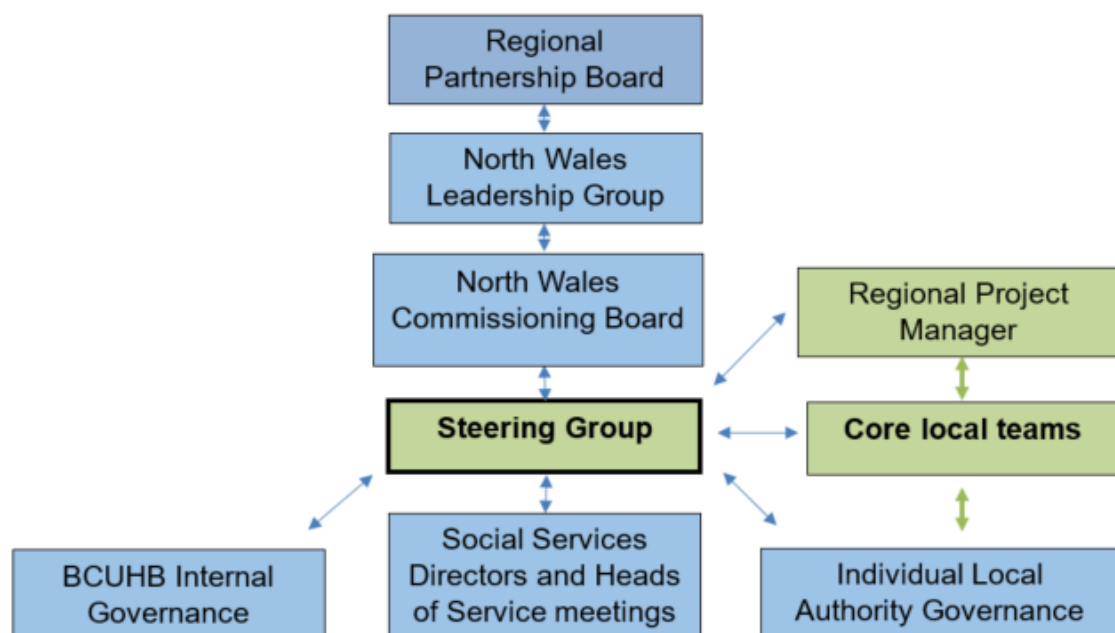 Regional
Partnership Board
North Wales
Leadership Group
North Wales
Commissioning Board
Regional Project
Manager
Steering Group
Core local teams
BCUHB Internal
Governance
Social Services
Directors and Heads
of Service meetings
Individual Local
Authority Governance